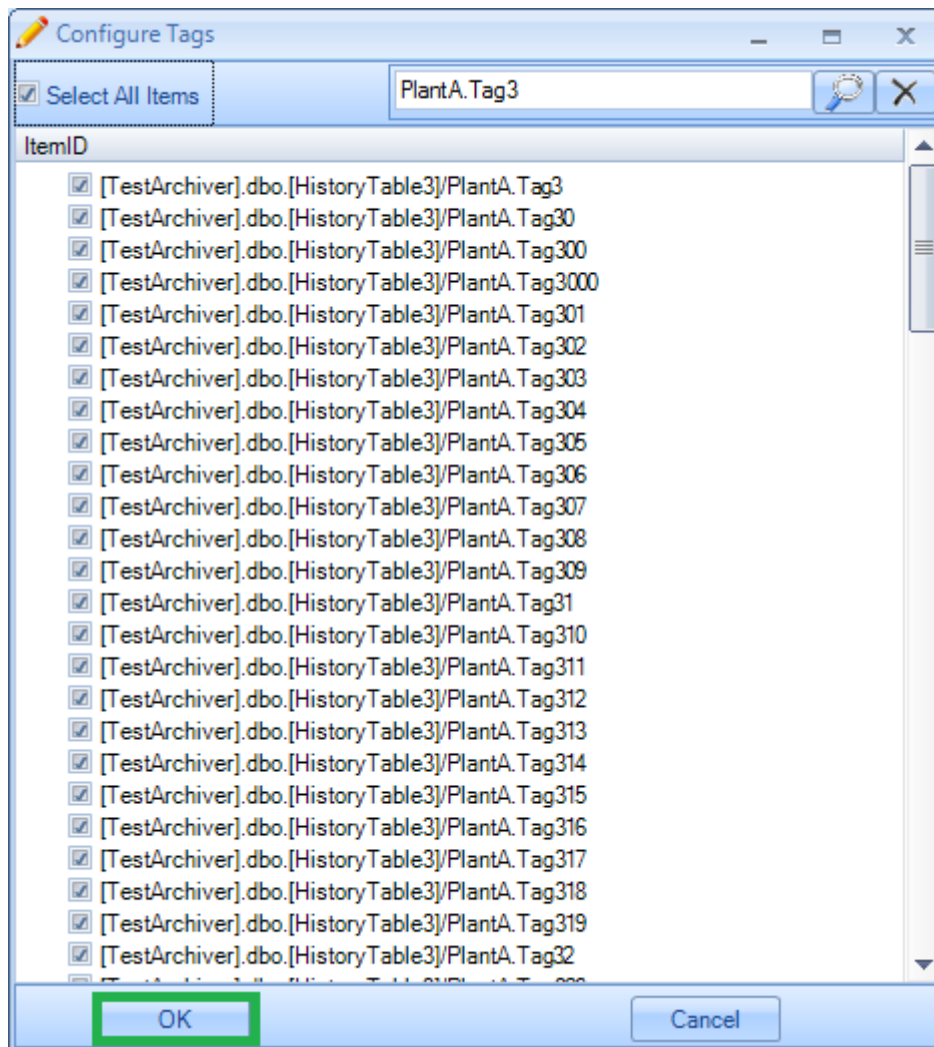 Configure Tags
Select All Items
PlantA.Tag3
ItemID
[TestArchiver].dbo.[HistoryTable3]/PlantA.Tag3
[TestArchiver].dbo.[HistoryTable3]/PlantA.Tag30
[TestArchiver].dbo.[HistoryTable3]/PlantA.Tag300
[TestArchiver].dbo.[HistoryTable3]/PlantA.Tag3000
[TestArchiver].dbo.[HistoryTable3]/PlantA.Tag301
[TestArchiver].dbo.[HistoryTable3]/PlantA.Tag302
[TestArchiver].dbo.[HistoryTable3]/PlantA.Tag303
[TestArchiver].dbo.[HistoryTable3]/PlantA.Tag304
[TestArchiver].dbo.[HistoryTable3]/PlantA.Tag305
[TestArchiver].dbo.[HistoryTable3]/PlantA.Tag306
[TestArchiver].dbo.[HistoryTable3]/PlantA.Tag307
[TestArchiver].dbo.[HistoryTable3]/PlantA.Tag308
[TestArchiver].dbo.[HistoryTable3]/PlantA.Tag309
[TestArchiver].dbo.[HistoryTable3]/PlantA.Tag31
[TestArchiver].dbo.[HistoryTable3]/PlantA.Tag310
[TestArchiver].dbo.[HistoryTable3]/PlantA.Tag311
[TestArchiver].dbo.[HistoryTable3]/PlantA.Tag312
[TestArchiver].dbo.[HistoryTable3]/PlantA.Tag313
[TestArchiver].dbo.[HistoryTable3]/PlantA.Tag314
[TestArchiver].dbo.[HistoryTable3]/PlantA.Tag315
[TestArchiver].dbo.[HistoryTable3]/PlantA.Tag316
[TestArchiver].dbo.[HistoryTable3]/PlantA.Tag317
[TestArchiver].dbo.[HistoryTable3]/PlantA.Tag318
[TestArchiver].dbo.[HistoryTable3]/PlantA.Tag319
[TestArchiver].dbo.[HistoryTable3]/PlantA.Tag32
OK
Cancel